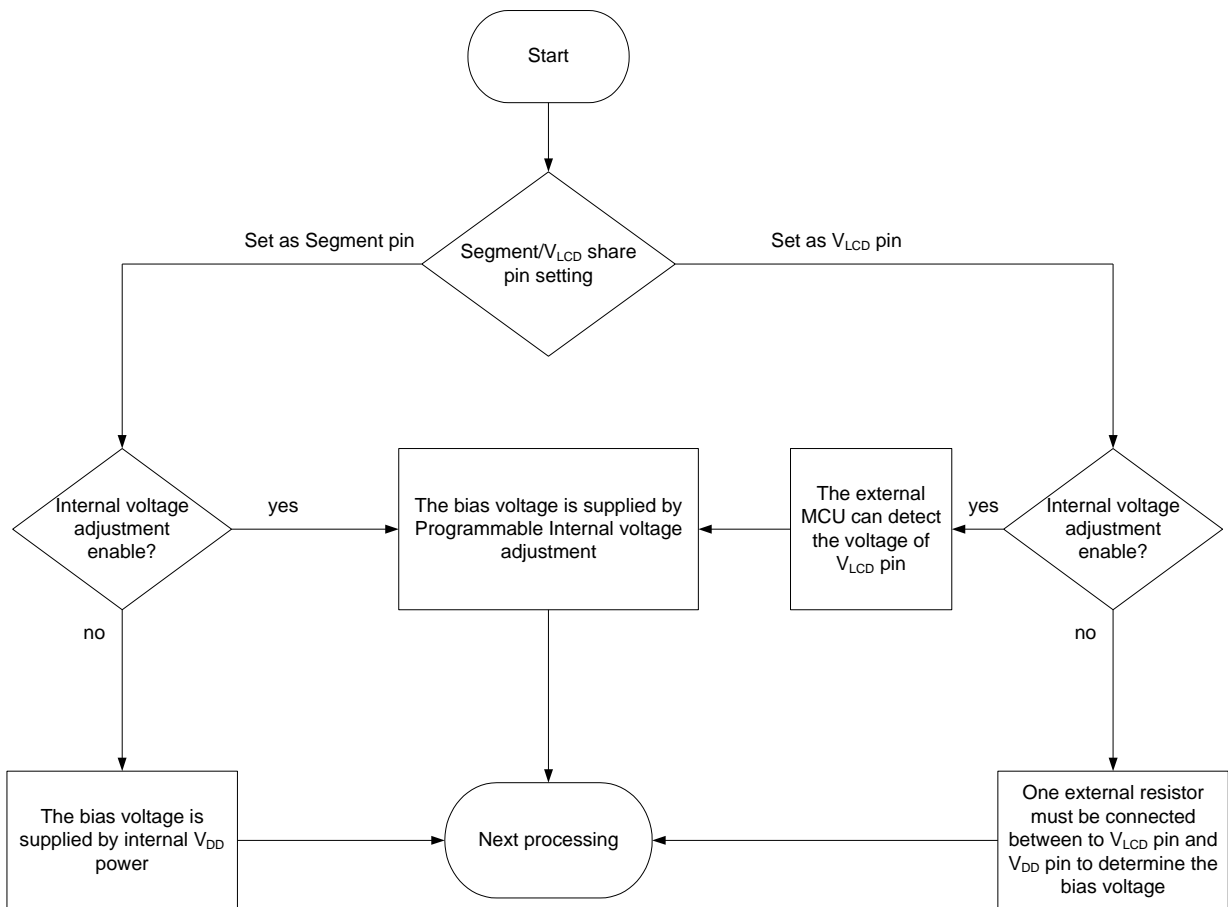 Start
Set as Segment pin
Segment/VLCD share
pin setting
Set as VLCD pin
Internal voltage
adjustment
enable?
yes
The bias voltage is supplied by
Programmable Internal voltage
adjustment
The external
MCU can detect
the voltage of
VLCD pin
yes
Internal voltage
adjustment
enable?
no
no
The bias voltage is
supplied by internal VDD
power
Next processing
One external resistor
must be connected
between to VLCD pin and
VDD pin to determine the
bias voltage